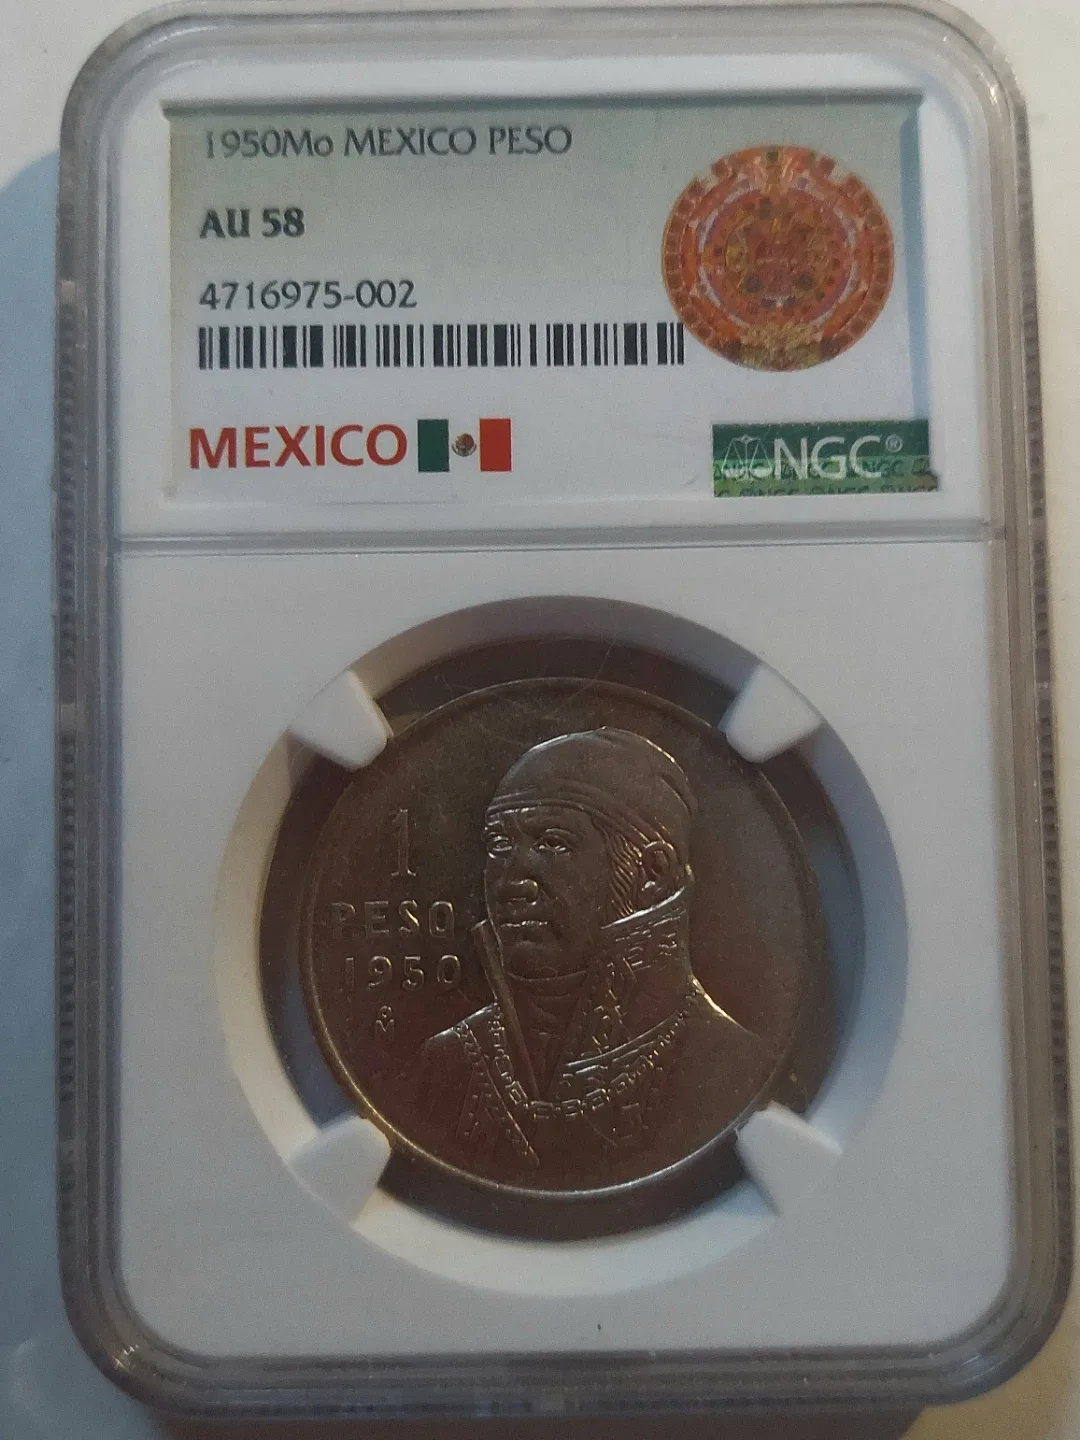 1950Mo MEXICO PESO
AU 58
4716975-002
MEXICO
NGC®
1
PESO
1950